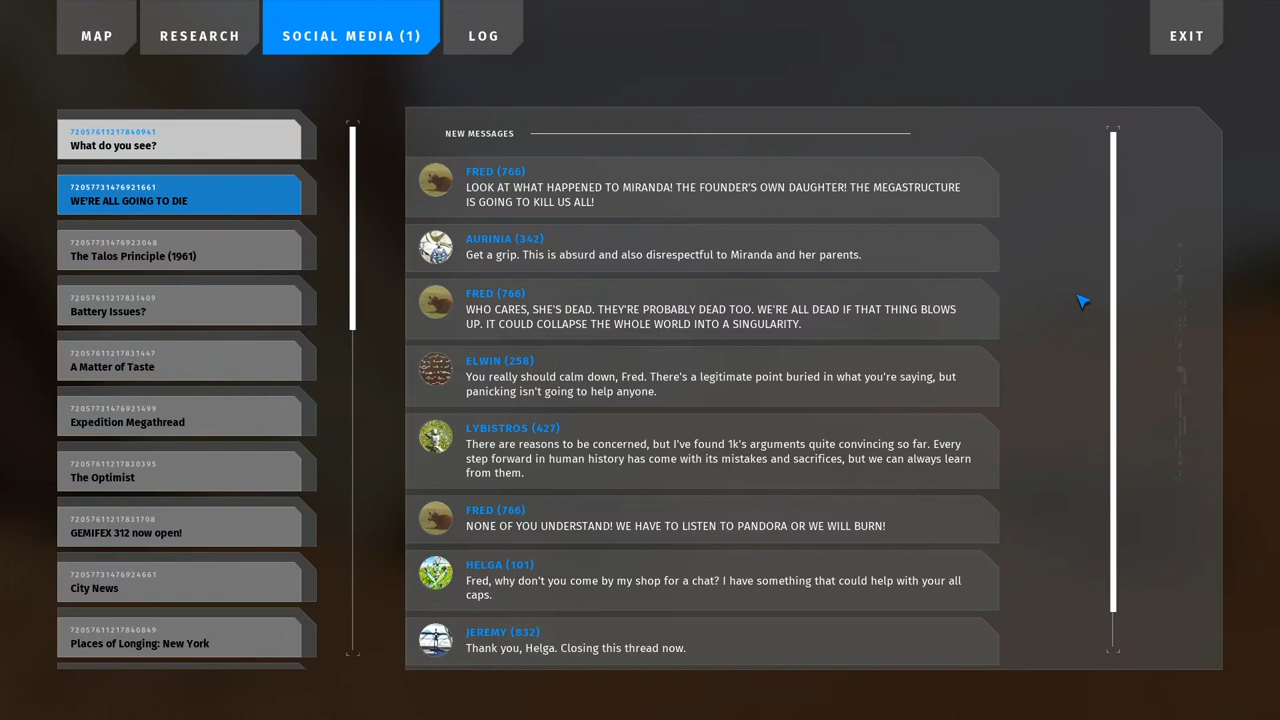 MAP
RESEARCH
SOCIAL MEDIA (1)
LOG
EXIT
72057611217840941
What do you see?
72057731476921661
WE'RE ALL GOING TO DIE
72057731476923048
The Talos Principle (1961)
72057611217831409
Battery Issues?
72057611217831447
A Matter of Taste
72057731476921499
Expedition Megathread
72057611217830395
The Optimist
72057611217831708
GEMIFEX 312 now open!
72057731476924661
City News
72057611217840849
Places of Longing: New York
NEW MESSAGES
FRED (766)
LOOK AT WHAT HAPPENED TO MIRANDA! THE FOUNDER'S OWN DAUGHTER! THE MEGASTRUCTURE
IS GOING TO KILL US ALL!
AURINIA (342)
Get a grip. This is absurd and also disrespectful to Miranda and her parents.
FRED (766)
WHO CARES, SHE'S DEAD. THEY'RE PROBABLY DEAD TOO. WE'RE ALL DEAD IF THAT THING BLOWS
UP. IT COULD COLLAPSE THE WHOLE WORLD INTO A SINGULARITY.
ELWIN (258)
You really should calm down, Fred. There's a legitimate point buried in what you're saying, but
panicking isn't going to help anyone.
LYBISTROS (427)
There are reasons to be concerned, but I've found 1k's arguments quite convincing so far. Every
step forward in human history has come with its mistakes and sacrifices, but we can always learn
from them.
FRED (766)
NONE OF YOU UNDERSTAND! WE HAVE TO LISTEN TO PANDORA OR WE WILL BURN!
HELGA (101)
Fred, why don't you come by my shop for a chat? I have something that could help with your all
caps.
JEREMY (832)
Thank you, Helga. Closing this thread now.